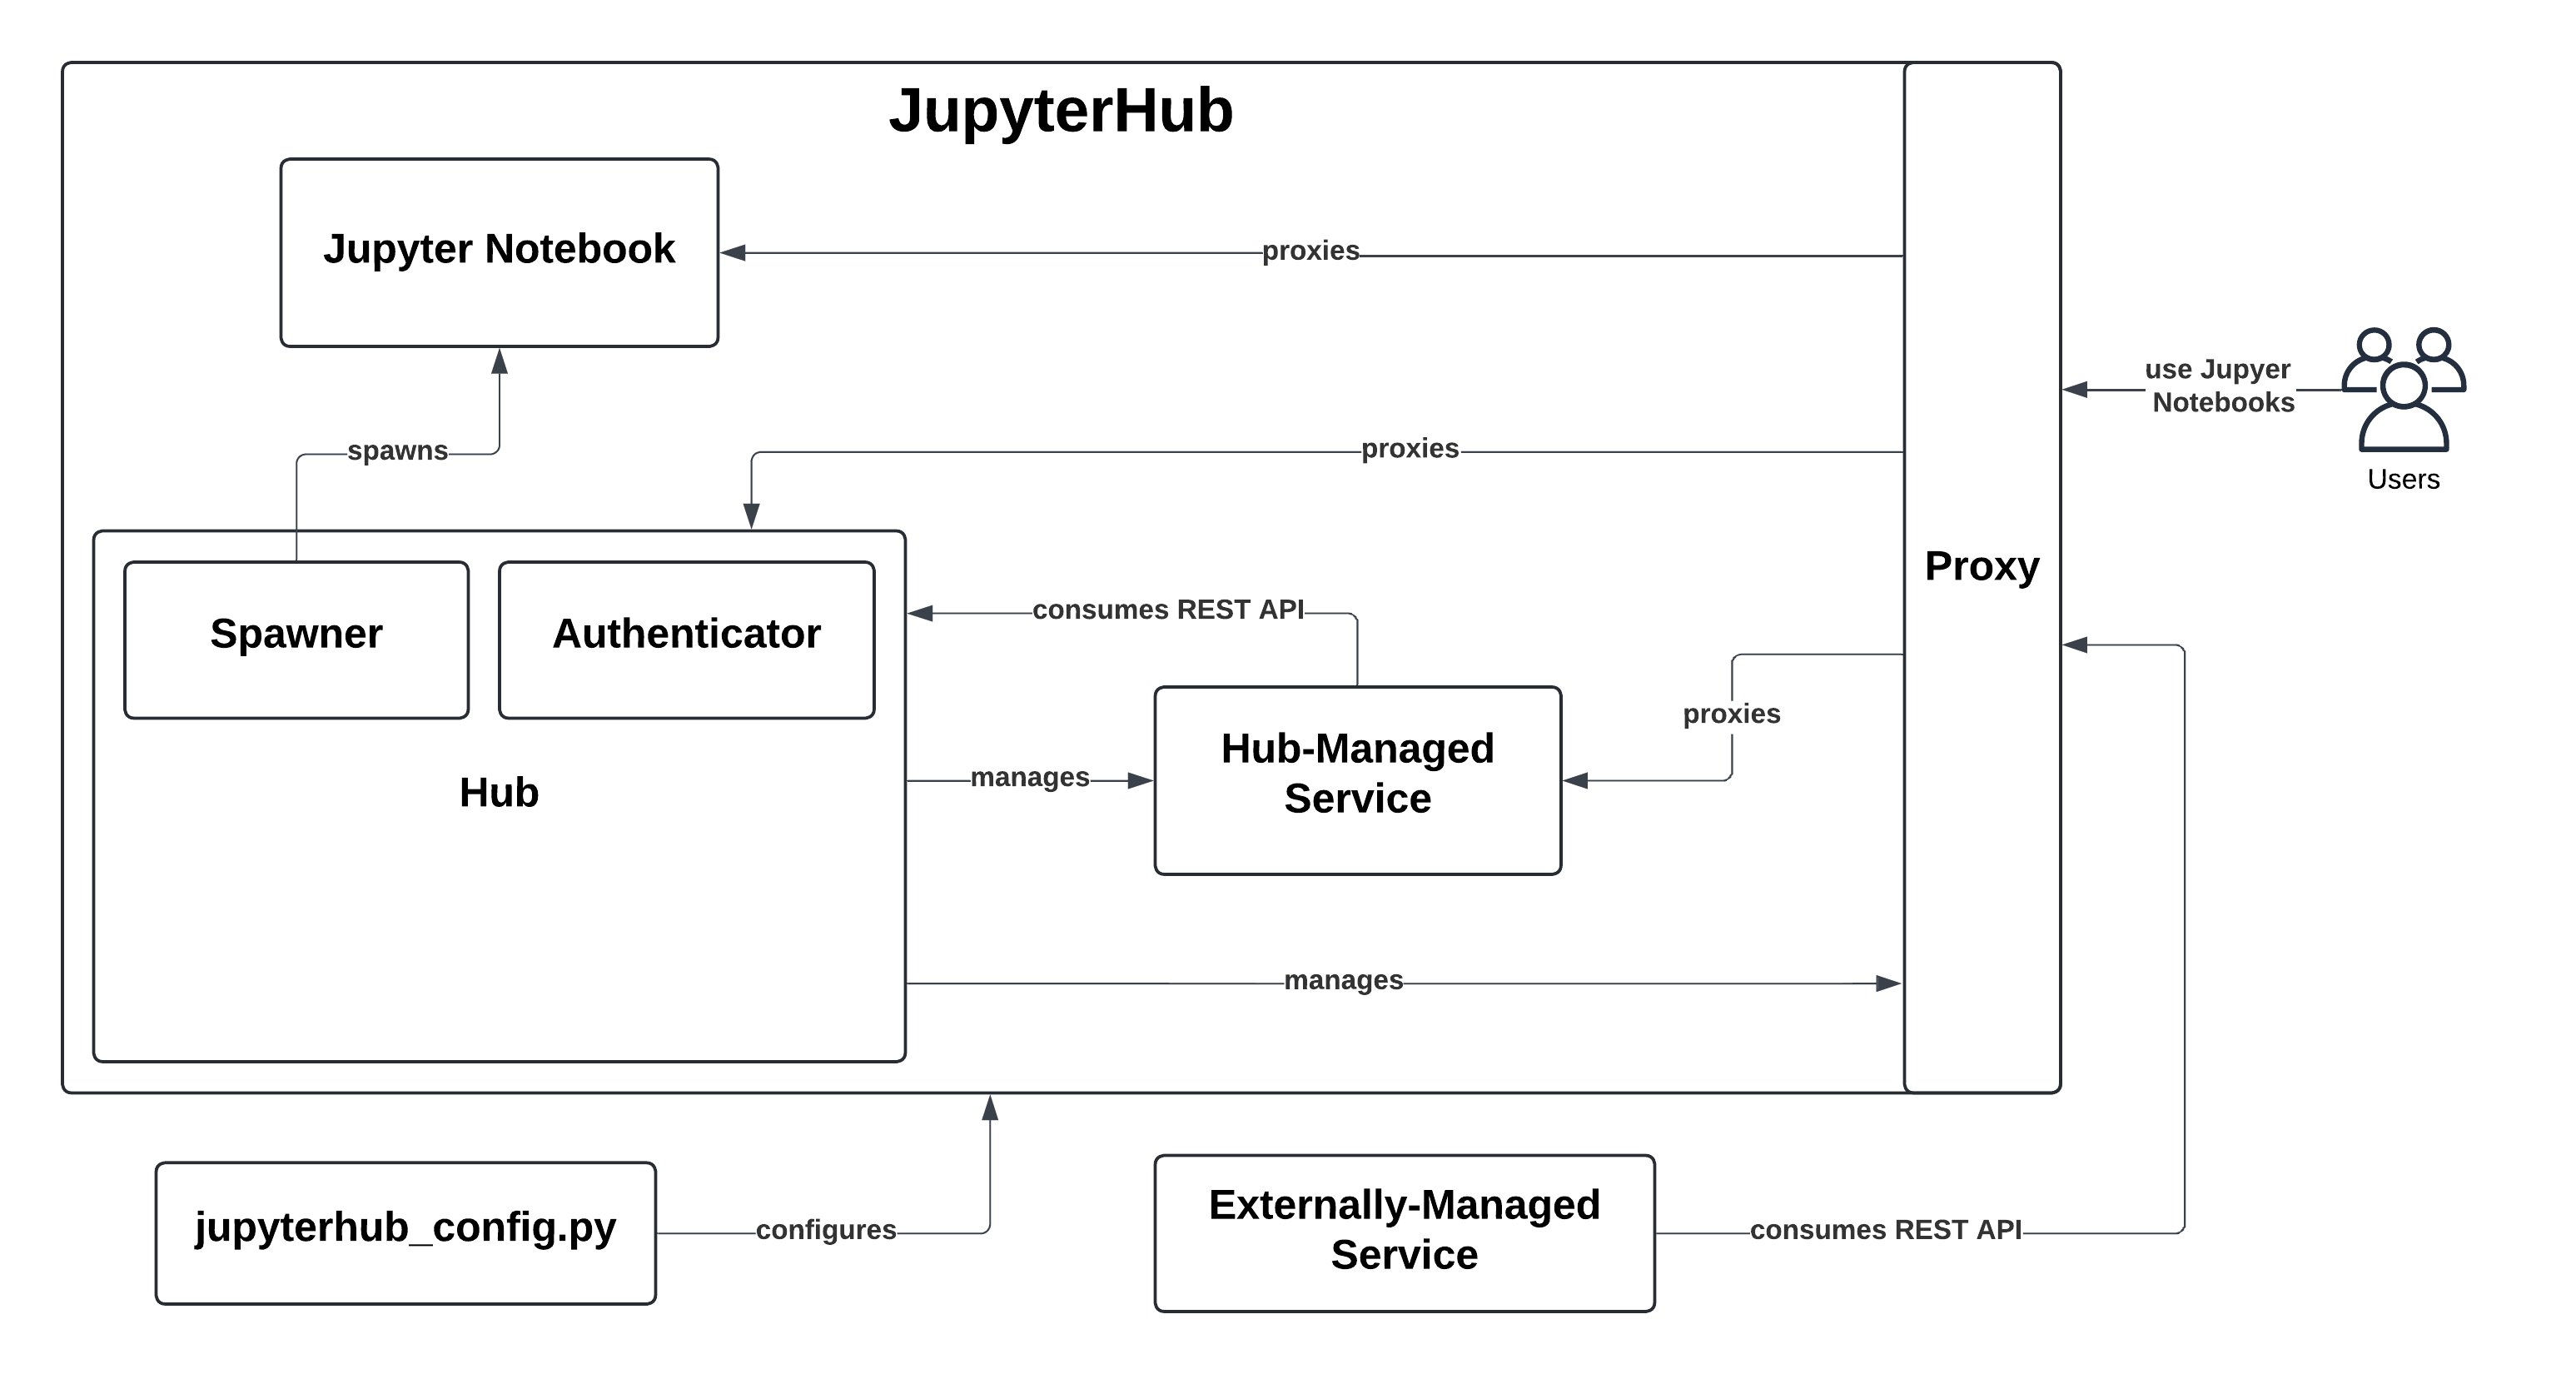 JupyterHub
Jupyter Notebook
proxies
use Jupyer
Notebooks
Users
spawns
proxies
Proxy
Spawner
Authenticator
consumes REST API
proxies
Hub-Managed
Service
manages
Hub
manages
jupyterhub_config.py
configures
Externally-Managed
Service
consumes REST API